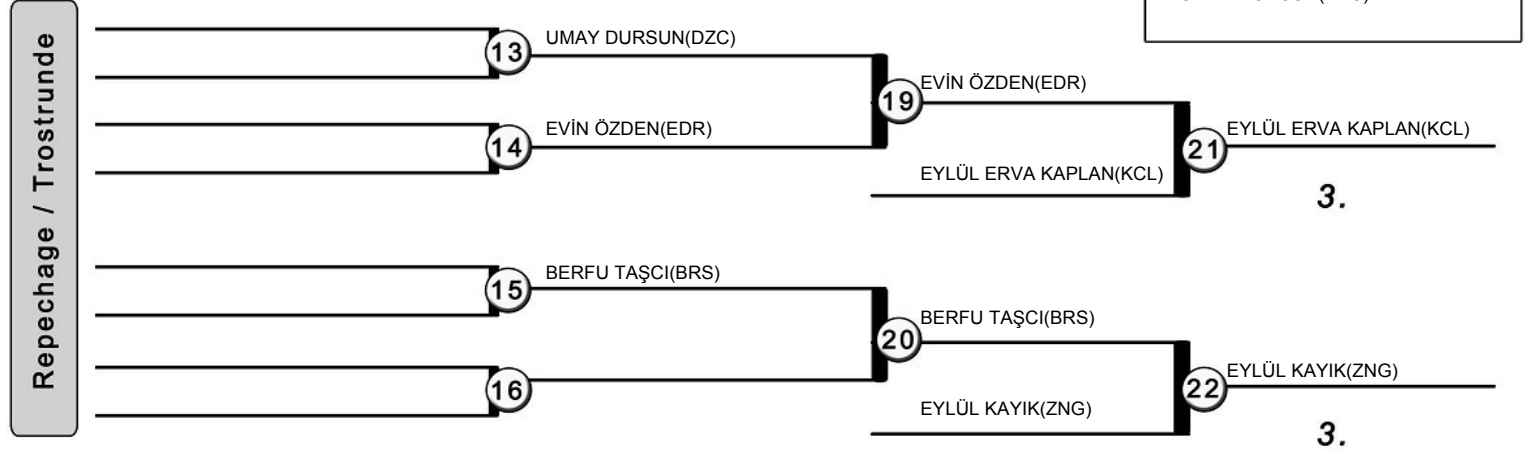 Repechage / Trostrunde
13
UMAY DURSUN(DZC)
14
EVİN ÖZDEN(EDR)
19
EVİN ÖZDEN(EDR)
EYLÜL ERVA KAPLAN(KCL)
21
EYLÜL ERVA KAPLAN(KCL)
3.
15
BERFU TAŞCI(BRS)
16
20
BERFU TAŞCI(BRS)
EYLÜL KAYIK(ZNG)
22
EYLÜL KAYIK(ZNG)
3.